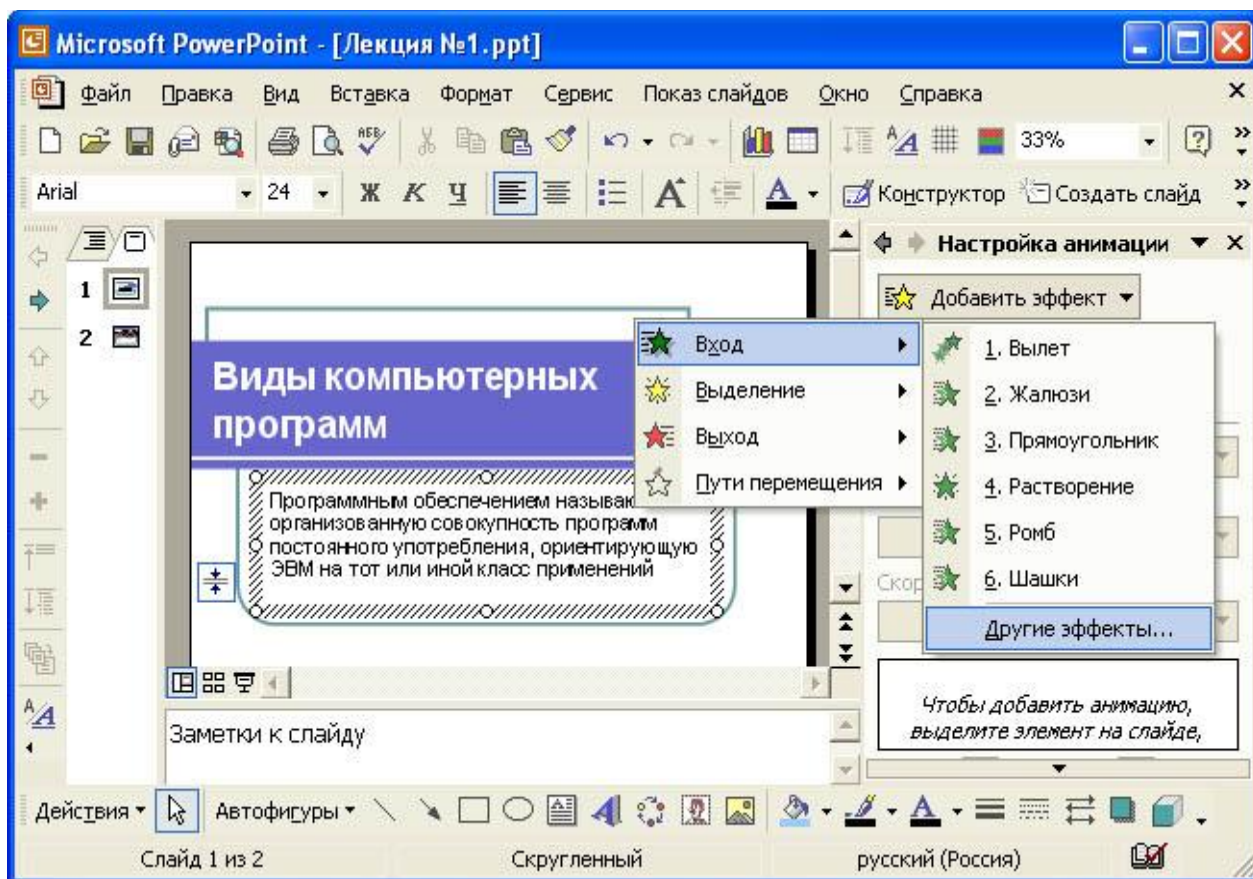 Microsoft PowerPoint - [Лекция №1.ppt]
Файл Правка Вид Вставка Формат Сервис Показ слайдов Окно Справка
33%
Arial 24 Ж К Ч Конструктор Создать слайд
Настройка анимации
1
2
Добавить эффект
Вход
Выделение
Выход
Пути перемещения
1. Вылет
2. Жалюзи
3. Прямоугольник
4. Растворение
5. Ромб
6. Шашки
Другие эффекты...
Скор
Виды компьютерных
программ
Программным обеспечением называю
организованную совокупность программ
постоянного употребления, ориентирующую
ЭВМ на тот или иной класс применений
Чтобы добавить анимацию,
выделите элемент на слайде,
Заметки к слайду
Действия Автофигуры
Слайд 1 из 2 Скругленный русский (Россия)